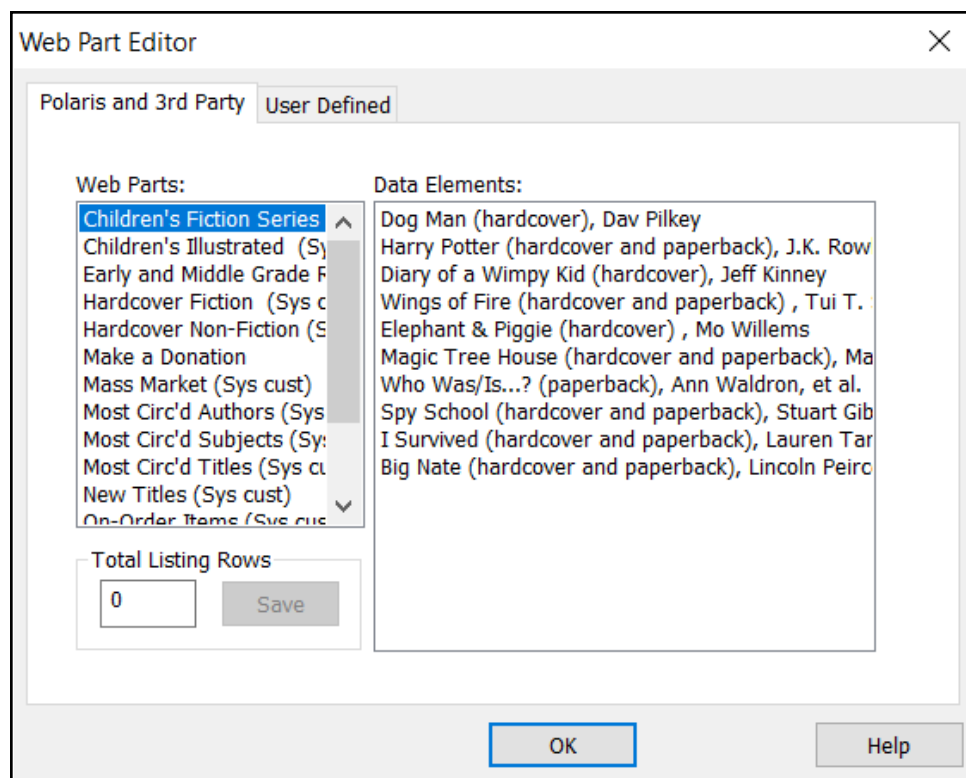 Web Part Editor
Polaris and 3rd Party
User Defined
Web Parts:
Children's Fiction Series
Children's Illustrated (Sy
Early and Middle Grade R
Hardcover Fiction (Sys c
Hardcover Non-Fiction (S
Make a Donation
Mass Market (Sys cust)
Most Circ'd Authors (Sys
Most Circ'd Subjects (Sy
Most Circ'd Titles (Sys cu
New Titles (Sys cust)
On-Order Items (Sys cus
Data Elements:
Dog Man (hardcover), Dav Pilkey
Harry Potter (hardcover and paperback), J.K. Row
Diary of a Wimpy Kid (hardcover), Jeff Kinney
Wings of Fire (hardcover and paperback) , Tui T.
Elephant & Piggie (hardcover) , Mo Willems
Magic Tree House (hardcover and paperback), Ma
Who Was/Is...? (paperback), Ann Waldron, et al.
Spy School (hardcover and paperback), Stuart Gib
I Survived (hardcover and paperback), Lauren Tar
Big Nate (hardcover and paperback), Lincoln Peirc
Total Listing Rows
0
Save
OK
Help